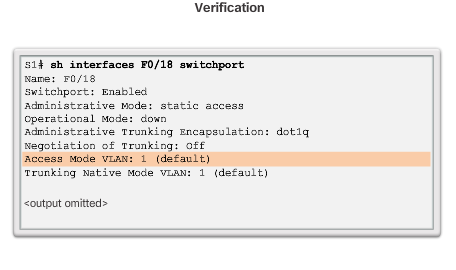 Verification
S1# sh interfaces F0/18 switchport
Name: F0/18
Switchport: Enabled
Administrative Mode: static access
Operational Mode: down
Administrative Trunking Encapsulation: dot1q
Negotiation of Trunking: Off
Access Mode VLAN: 1 (default)
Trunking Native Mode VLAN: 1 (default)
<output omitted>